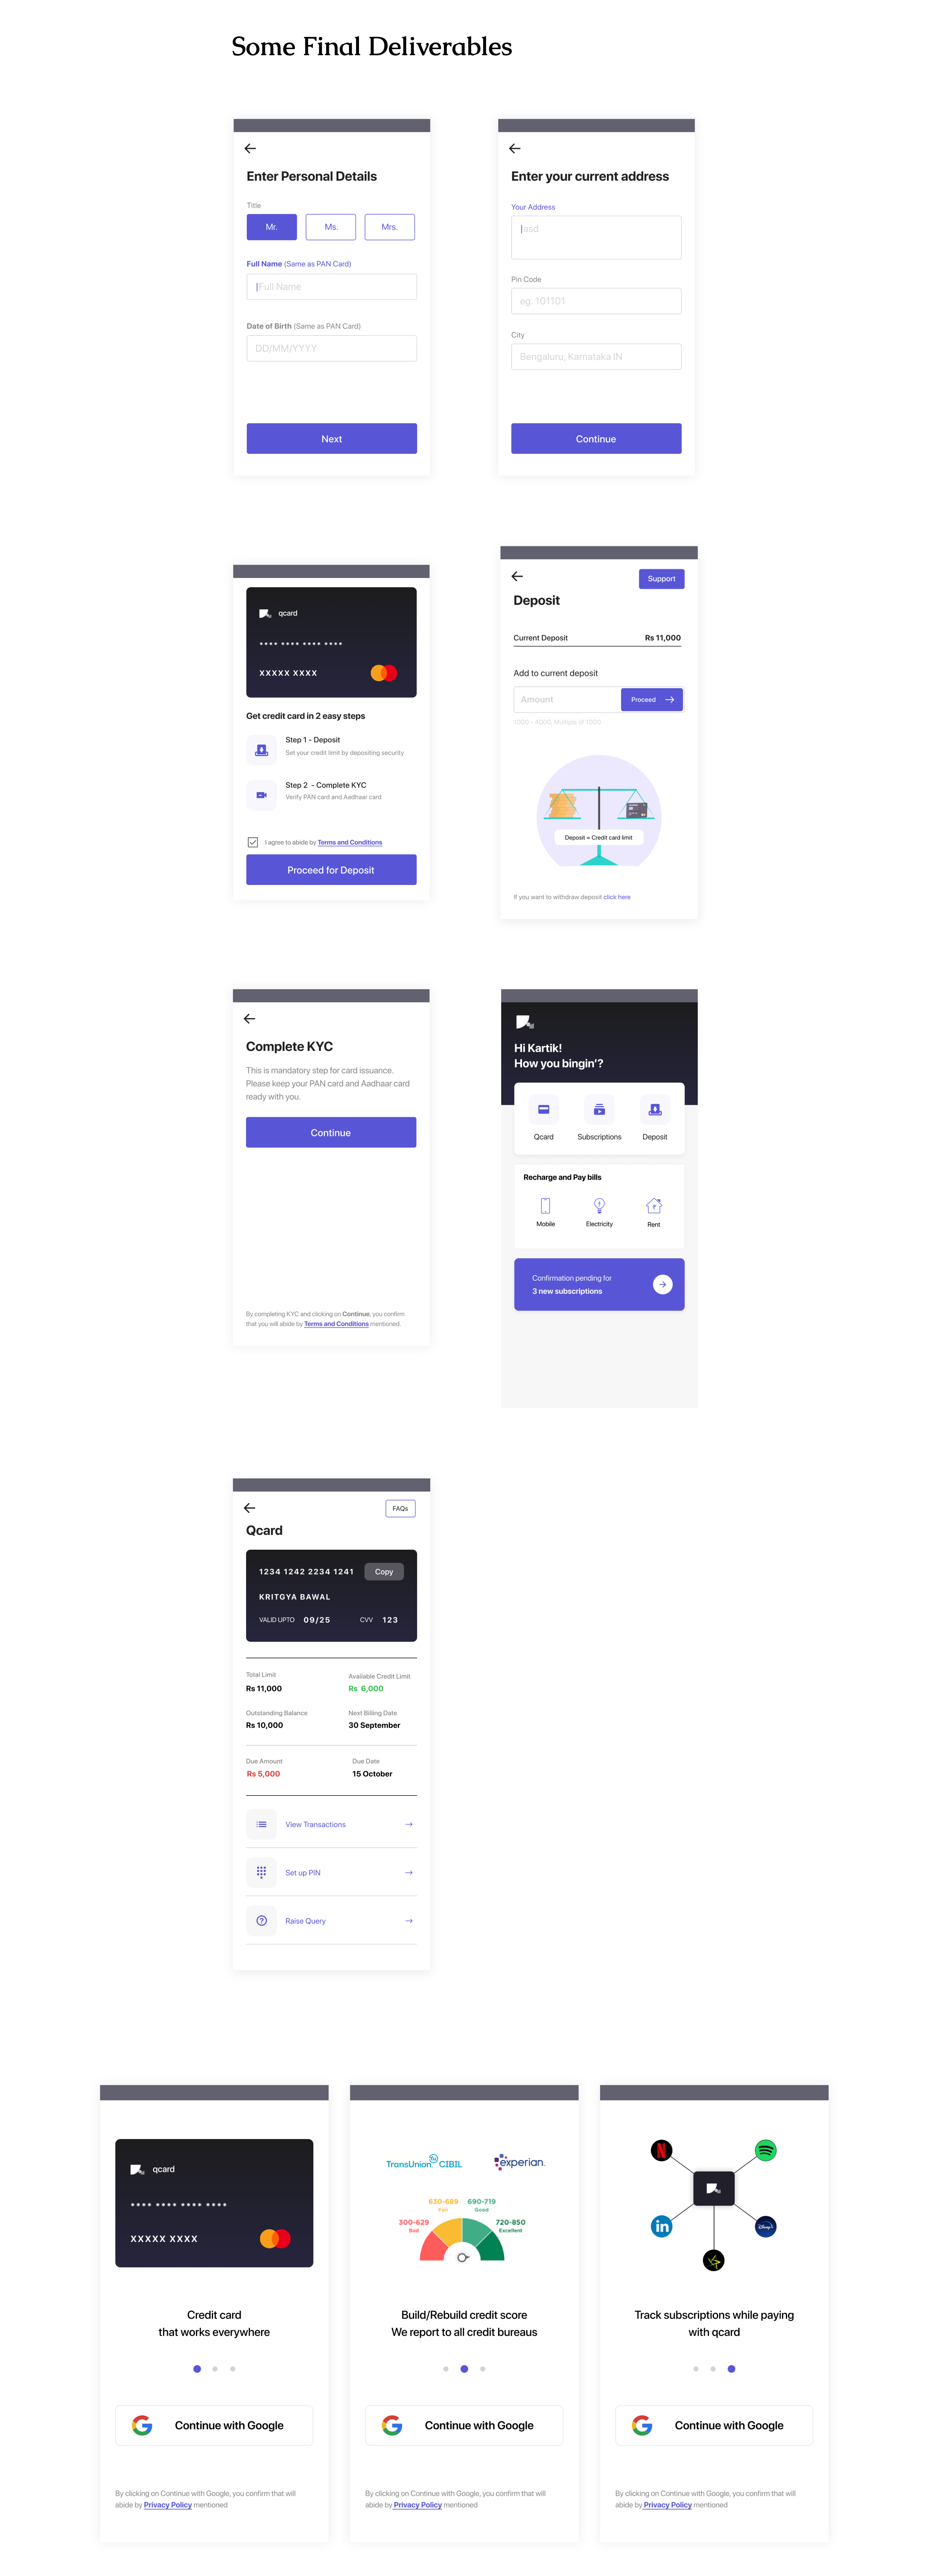 Some Final Deliverables
Enter Personal Details
Title
Mr.
Ms.
Mrs.
Full Name (Same as PAN Card)
Full Name
Date of Birth (Same as PAN Card)
DD/MM/YYYY
Next
Enter your current address
Your Address
asd
Pin Code
eg. 101101
City
Bengaluru, Karnataka IN
Continue
qcard
**** **** **** ****
XXXXX XXXX
Get credit card in 2 easy steps
Step 1 - Deposit
Set your credit limit by depositing security
Step 2 - Complete KYC
Verify PAN card and Aadhaar card
I agree to abide by Terms and Conditions
Proceed for Deposit
Support
Deposit
Current Deposit
Rs 11,000
Add to current deposit
Amount
Proceed
1000 - 4000, Multiple of 1000
Deposit = Credit card limit
If you want to withdraw deposit click here
Complete KYC
This is mandatory step for card issuance.
Please keep your PAN card and Aadhaar card
ready with you.
Continue
By completing KYC and clicking on Continue, you confirm
that you will abide by Terms and Conditions mentioned.
Hi Kartik!
How you bingin'?
Qcard
Subscriptions
Deposit
Recharge and Pay bills
Mobile
Electricity
Rent
Confirmation pending for
3 new subscriptions
FAQs
Qcard
1234 1242 2234 1241
Copy
KRITGYA BAWAL
VALID UPTO 09/25
CVV 123
Total Limit
Rs 11,000
Available Credit Limit
Rs 6,000
Outstanding Balance
Rs 10,000
Next Billing Date
30 September
Due Amount
Rs 5,000
Due Date
15 October
View Transactions
Set up PIN
Raise Query
qcard
**** **** **** ****
XXXXX XXXX
Credit card
that works everywhere
Continue with Google
By clicking on Continue with Google, you confirm that will
abide by Privacy Policy mentioned
TransUnion CIBIL
experian.
630-689
Fair
690-719
Good
300-629
Bad
720-850
Excellent
Build/Rebuild credit score
We report to all credit bureaus
Continue with Google
By clicking on Continue with Google, you confirm that will
abide by Privacy Policy mentioned
N
in
Disney+
Track subscriptions while paying
with qcard
Continue with Google
By clicking on Continue with Google, you confirm that will
abide by Privacy Policy mentioned